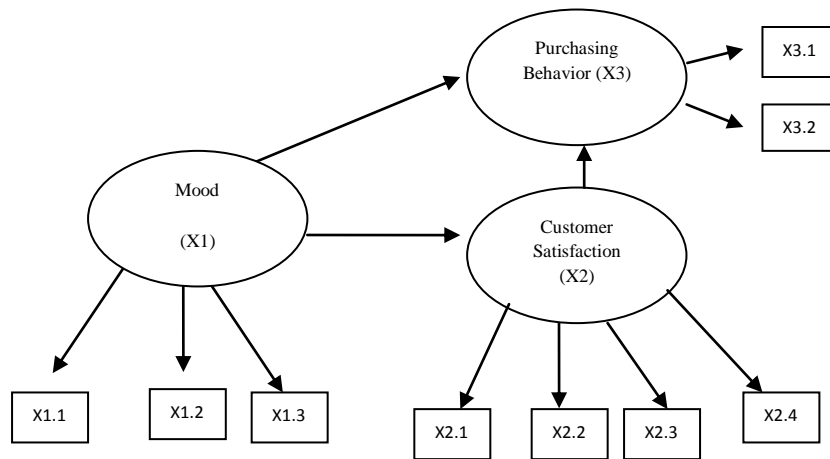 Purchasing
Behavior (X3)
X3.1
X3.2
Mood
(X1)
Customer
Satisfaction
(X2)
X1.1
X1.2
X1.3
X2.1
X2.2
X2.3
X2.4